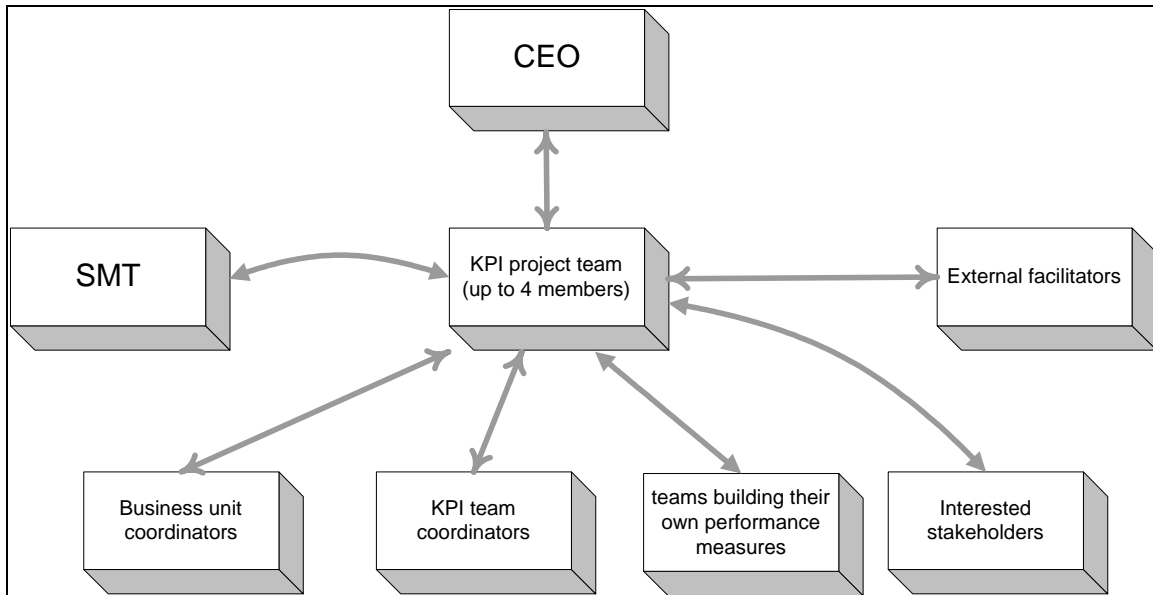 CEO
SMT
KPI project team
(up to 4 members)
External facilitators
Business unit
coordinators
KPI team
coordinators
teams building their
own performance
measures
Interested
stakeholders